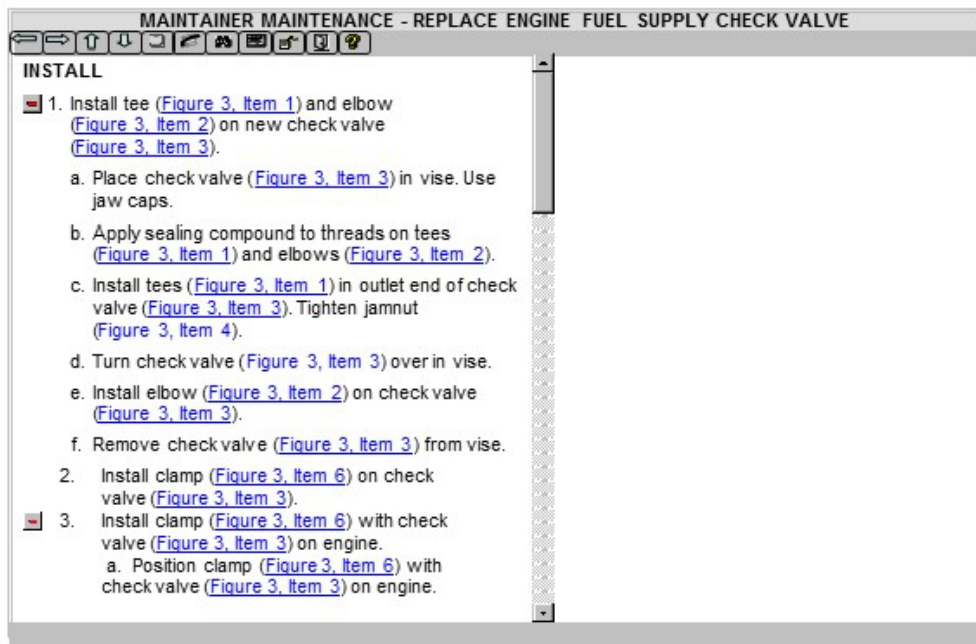 MAINTAINER MAINTENANCE - REPLACE ENGINE FUEL SUPPLY CHECK VALVE
INSTALL
1. Install tee (Figure 3, Item 1) and elbow
(Figure 3, Item 2) on new check valve
(Figure 3, Item 3).
a. Place check valve (Figure 3, Item 3) in vise. Use
jaw caps.
b. Apply sealing compound to threads on tees
(Figure 3, Item 1) and elbows (Figure 3, Item 2).
c. Install tees (Figure 3, Item 1) in outlet end of check
valve (Figure 3, Item 3). Tighten jamnut
(Figure 3, Item 4).
d. Turn check valve (Figure 3, Item 3) over in vise.
e. Install elbow (Figure 3, Item 2) on check valve
(Figure 3, Item 3).
f. Remove check valve (Figure 3, Item 3) from vise.
2. Install clamp (Figure 3, Item 6) on check
valve (Figure 3, Item 3).
3. Install clamp (Figure 3, Item 6) with check
valve (Figure 3, Item 3) on engine.
a. Position clamp (Figure 3, Item 6) with
check valve (Figure 3, Item 3) on engine.